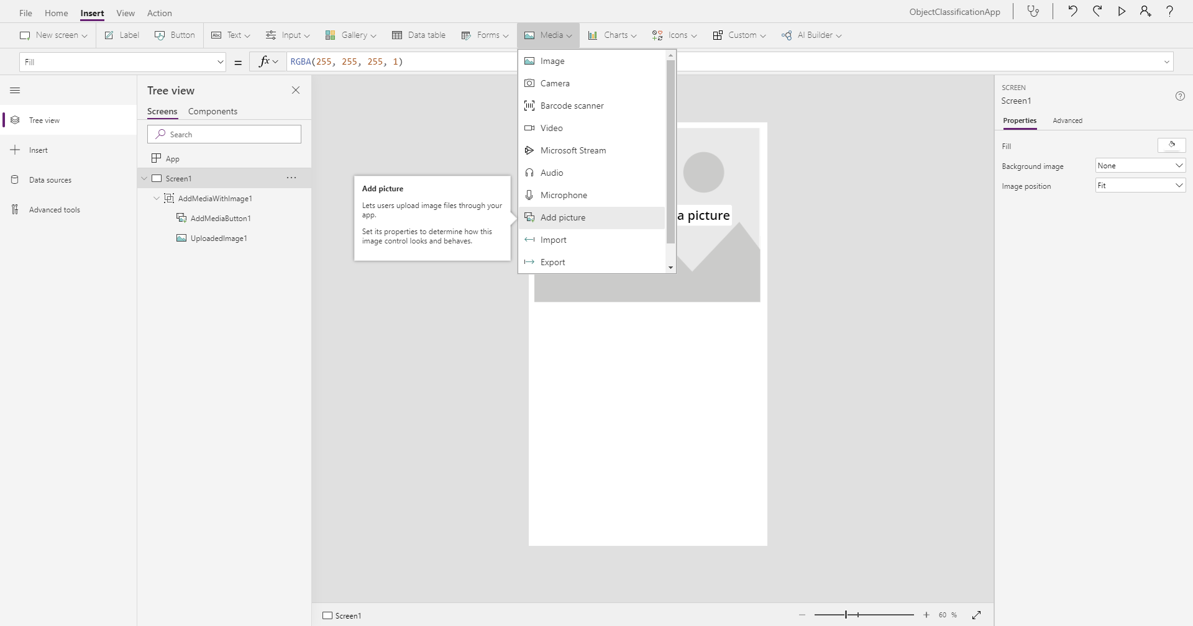 File Home Insert View Action ObjectClassificationApp
New screen Label Button Text Input Gallery Data table Forms Media Charts Icons Custom AI Builder
Fill = fx RGBA(255, 255, 255, 1)
Tree view
Insert
Data sources
Advanced tools
Tree view
Screens Components
Search
App
Screen1
AddMediaWithImage1
AddMediaButton1
UploadedImage1
Add picture
Lets users upload image files through your
app.
Set its properties to determine how this
image control looks and behaves.
Image
Camera
Barcode scanner
Video
Microsoft Stream
Audio
Microphone
Add picture
Import
Export
a picture
SCREEN
Screen1
Properties Advanced
Fill
Background image None
Image position Fit
Screen1 60 %